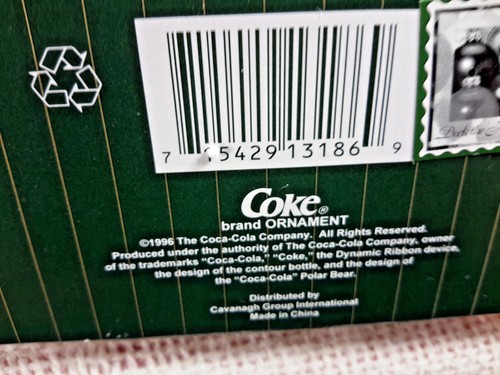 7 15429 13186 9
Coke®
brand ORNAMENT
©1996 The Coca-Cola Company. All Rights Reserved.
Produced under the authority of The Coca-Cola Company, owner
of the trademarks "Coca-Cola," "Coke," the Dynamic Ribbon device,
the design of the contour bottle, and the design of
the "Coca-Cola" Polar Bear.
Distributed by
Cavanagh Group International
Made in China